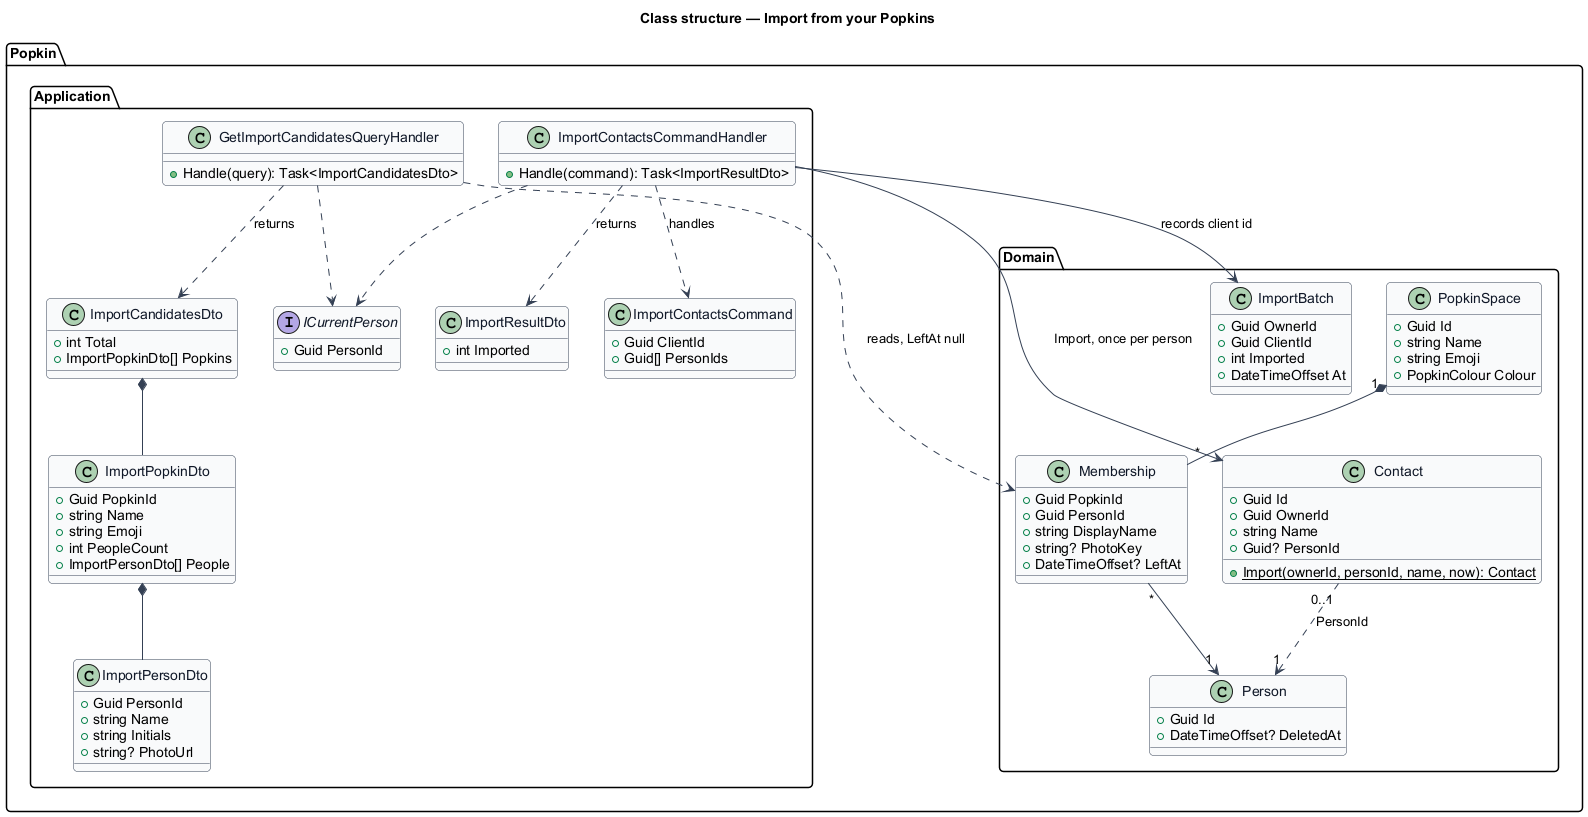 Class structure — Import from your Popkins
Popkin
Application
C GetImportCandidatesQueryHandler
Handle(query): Task<ImportCandidatesDto>
C ImportContactsCommandHandler
Handle(command): Task<ImportResultDto>
returns
returns
handles
records client id
Domain
C ImportCandidatesDto
int Total
ImportPopkinDto[] Popkins
I ICurrentPerson
Guid PersonId
C ImportResultDto
int Imported
C ImportContactsCommand
Guid ClientId
Guid[] PersonIds
reads, LeftAt null
Import, once per person
C ImportBatch
Guid OwnerId
Guid ClientId
int Imported
DateTimeOffset At
C PopkinSpace
Guid Id
string Name
string Emoji
PopkinColour Colour
1
*
C ImportPopkinDto
Guid PopkinId
string Name
string Emoji
int PeopleCount
ImportPersonDto[] People
C Membership
Guid PopkinId
Guid PersonId
string DisplayName
string? PhotoKey
DateTimeOffset? LeftAt
C Contact
Guid Id
Guid OwnerId
string Name
Guid? PersonId
Import(ownerId, personId, name, now): Contact
*
0..1
PersonId
1
1
C ImportPersonDto
Guid PersonId
string Name
string Initials
string? PhotoUrl
C Person
Guid Id
DateTimeOffset? DeletedAt